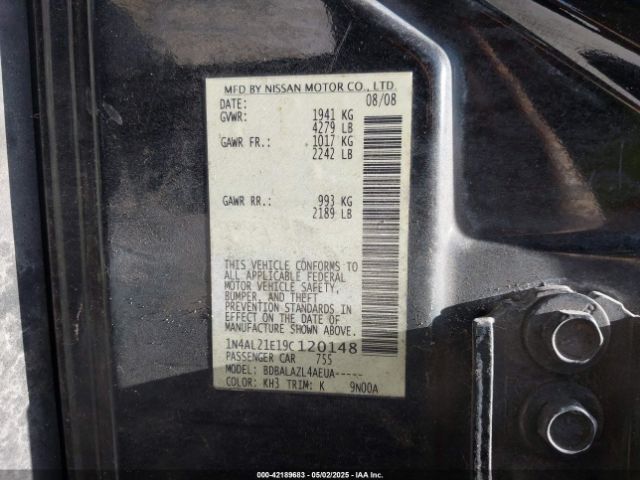 MFD BY NISSAN MOTOR CO., LTD.
DATE: 08/08
GVWR: 1941 KG
4279 LB
GAWR FR.: 1017 KG
2242 LB
GAWR RR.: 993 KG
2189 LB
THIS VEHICLE CONFORMS TO
ALL APPLICABLE FEDERAL
MOTOR VEHICLE SAFETY,
BUMPER, AND THEFT
PREVENTION STANDARDS IN
EFFECT ON THE DATE OF
MANUFACTURE SHOWN ABOVE.
1N4AL21E19C120148
PASSENGER CAR 755
MODEL: BDBALAZL4AEUA-----
COLOR: KH3 TRIM: K 9N00A
00-42189683 - 05/02/2025 - IAA Inc.